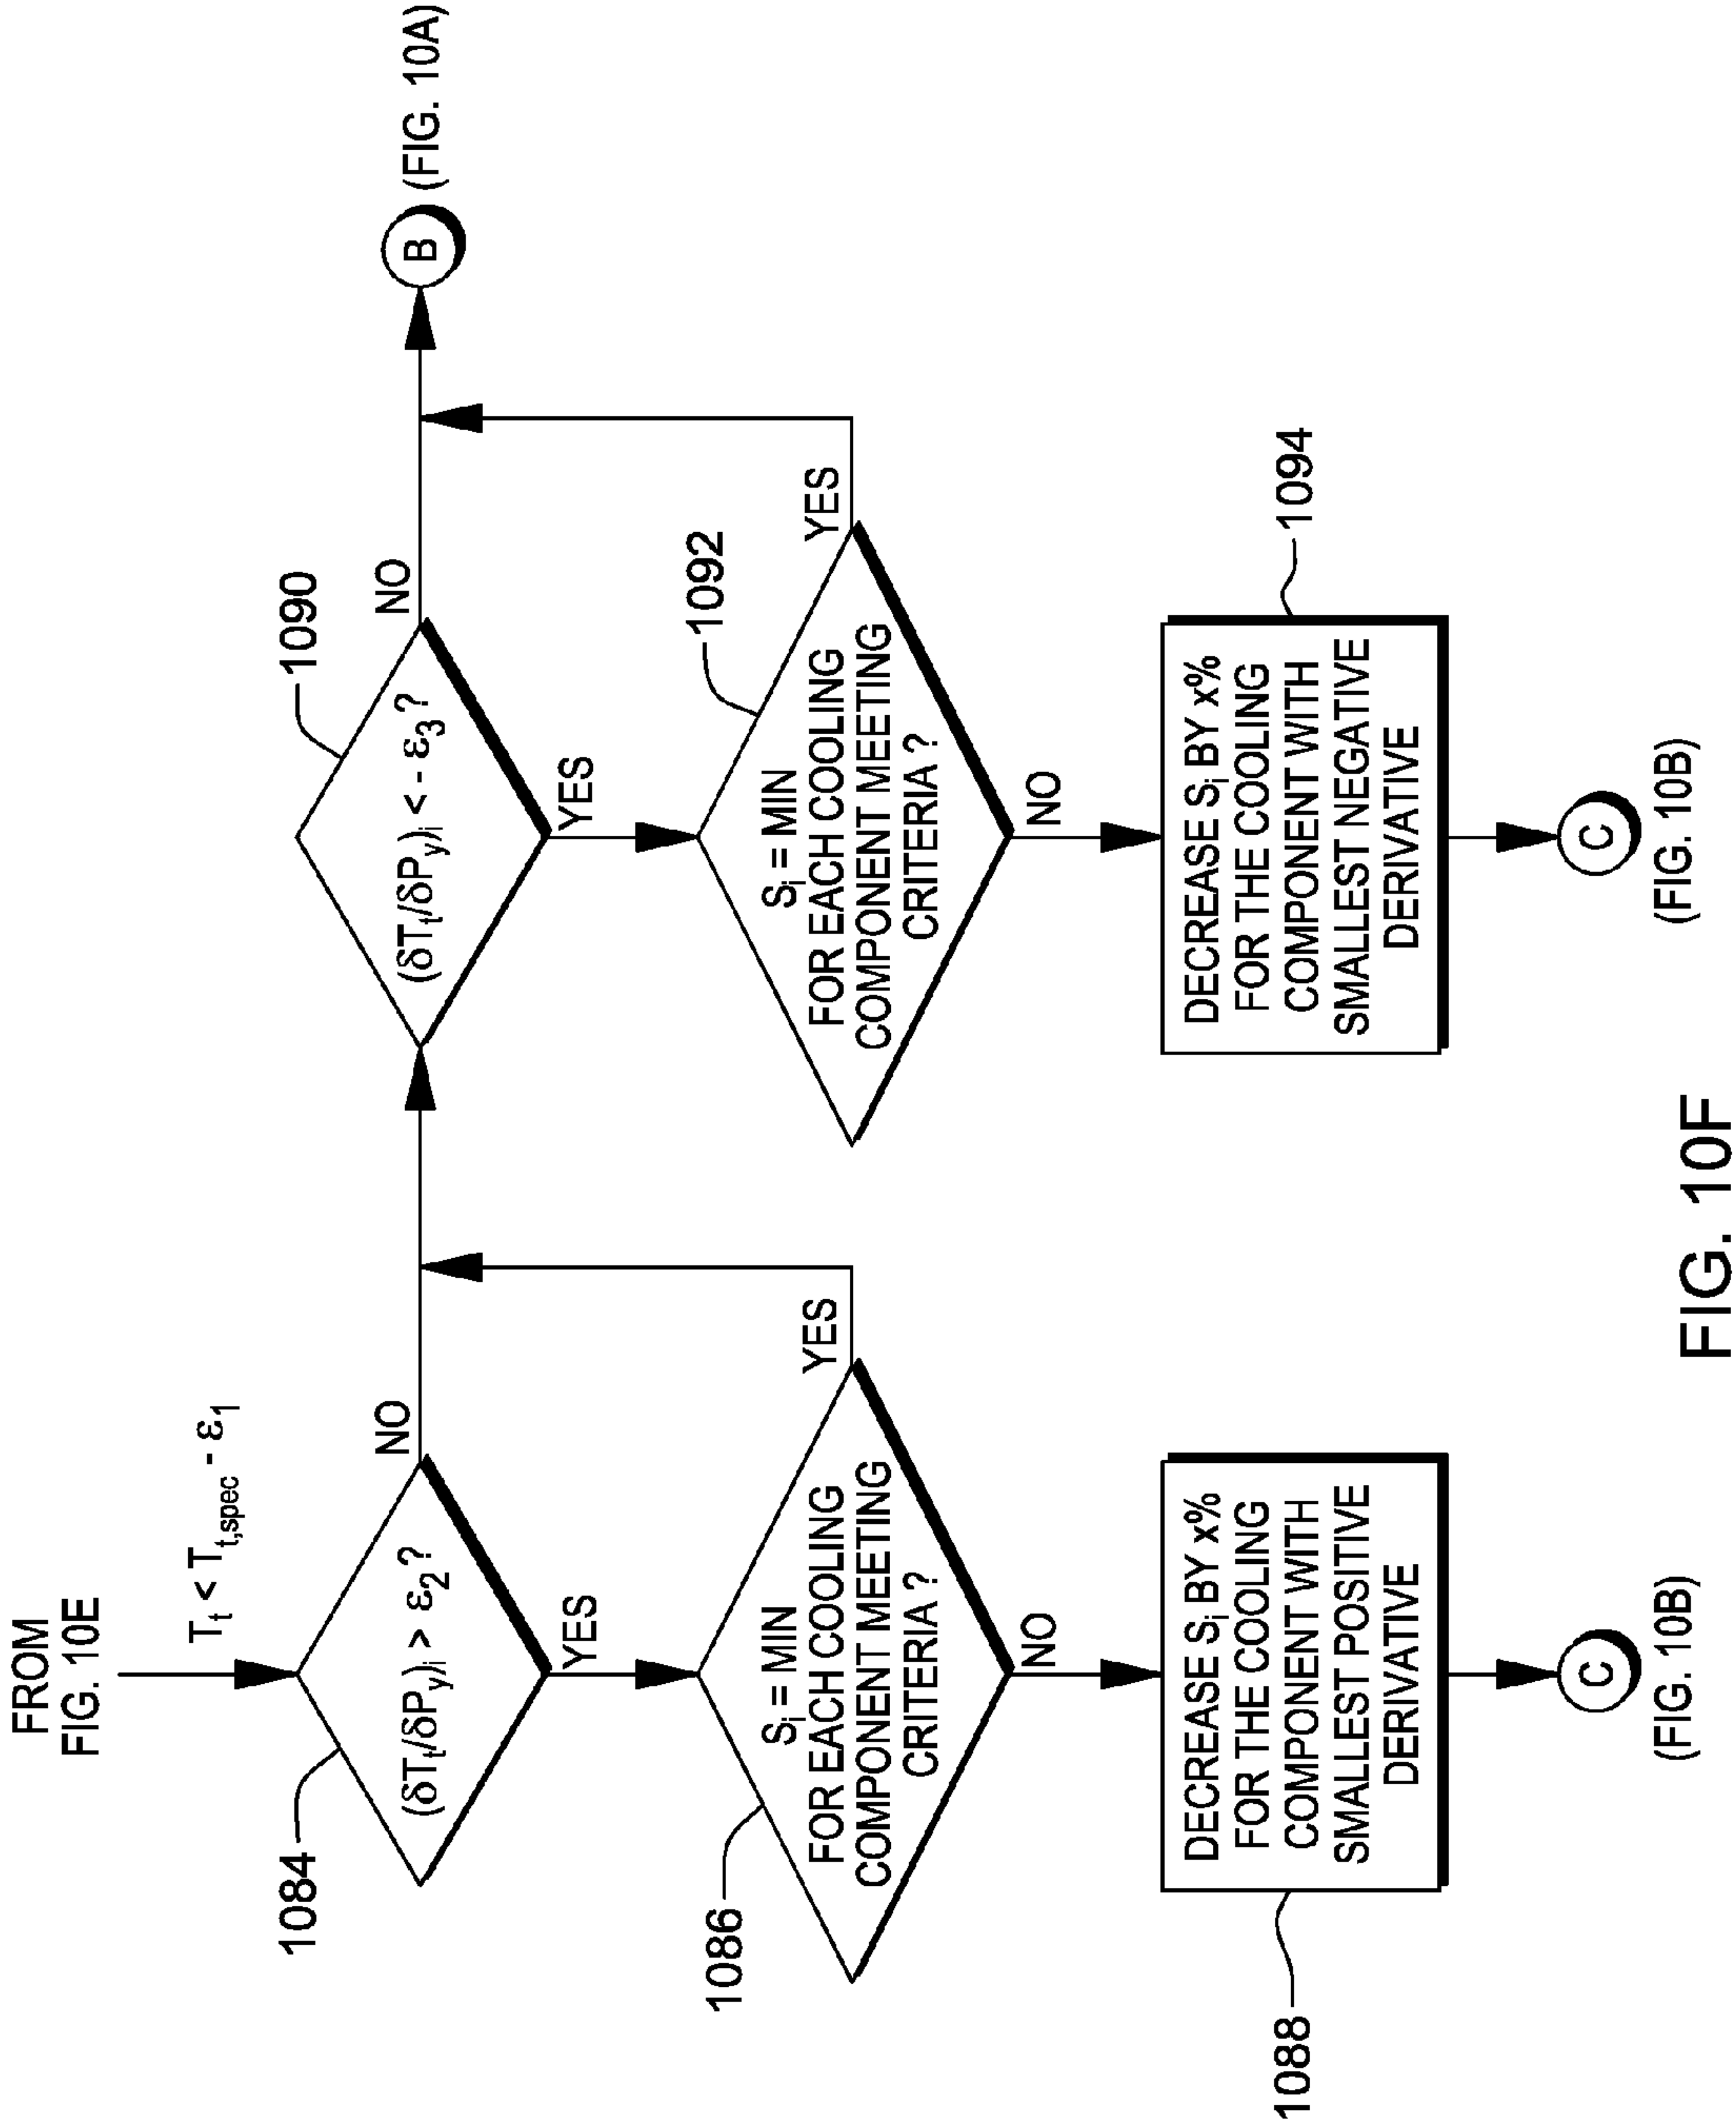 FROM
FIG. 10E
T_t < T_t,spec - ε_1
1084
(δT_t/δP_y)_i > ε_2 ?
NO
YES
1086
S_i = MIN
FOR EACH COOLING
COMPONENT MEETING
CRITERIA ?
YES
NO
1088
DECREASE S_i BY x%
FOR THE COOLING
COMPONENT WITH
SMALLEST POSITIVE
DERIVATIVE
C
(FIG. 10B)
1090
(δT_t/δP_y)_i < - ε_3 ?
NO
YES
B (FIG. 10A)
1092
S_i = MIN
FOR EACH COOLING
COMPONENT MEETING
CRITERIA ?
YES
NO
1094
DECREASE S_i BY x%
FOR THE COOLING
COMPONENT WITH
SMALLEST NEGATIVE
DERIVATIVE
C
(FIG. 10B)
FIG. 10F